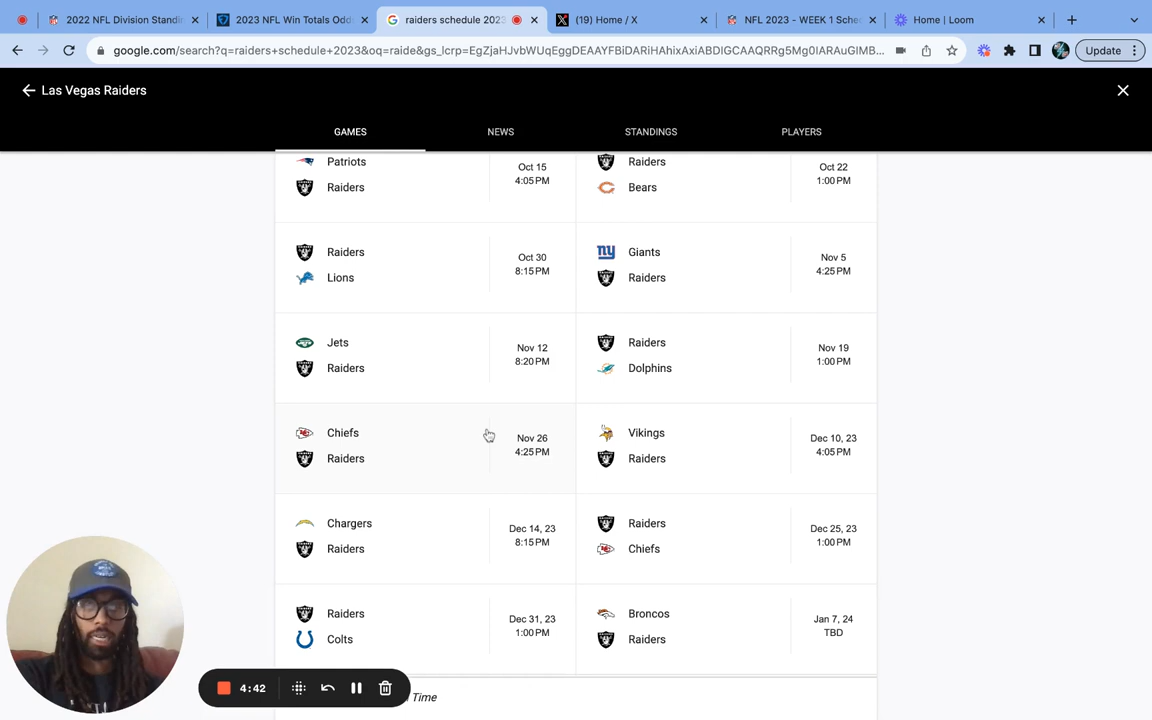 2022 NFL Division Standi
2023 NFL Win Totals Odd
raiders schedule 202
(19) Home / X
NFL 2023 - WEEK 1 Sche
Home | Loom
google.com/search?q=raiders+schedule+2023&oq=raide&gs_lcrp=EgZjaHJvbWUqEggDEAAYFBiDARiHAhixAxiABDIGCAAQRRg5Mg0IARAuGIMB...
Update
Las Vegas Raiders
GAMES
NEWS
STANDINGS
PLAYERS
Patriots
Raiders
Oct 15
4:05 PM
Raiders
Bears
Oct 22
1:00 PM
Raiders
Lions
Oct 30
8:15 PM
ny
Giants
Raiders
Nov 5
4:25 PM
Jets
Raiders
Nov 12
8:20 PM
Raiders
Dolphins
Nov 19
1:00 PM
Chiefs
Raiders
Nov 26
4:25 PM
Vikings
Raiders
Dec 10, 23
4:05 PM
Chargers
Raiders
Dec 14, 23
8:15 PM
Raiders
Chiefs
Dec 25, 23
1:00 PM
Raiders
Colts
Dec 31, 23
1:00 PM
Broncos
Raiders
Jan 7, 24
TBD
4:42
Time